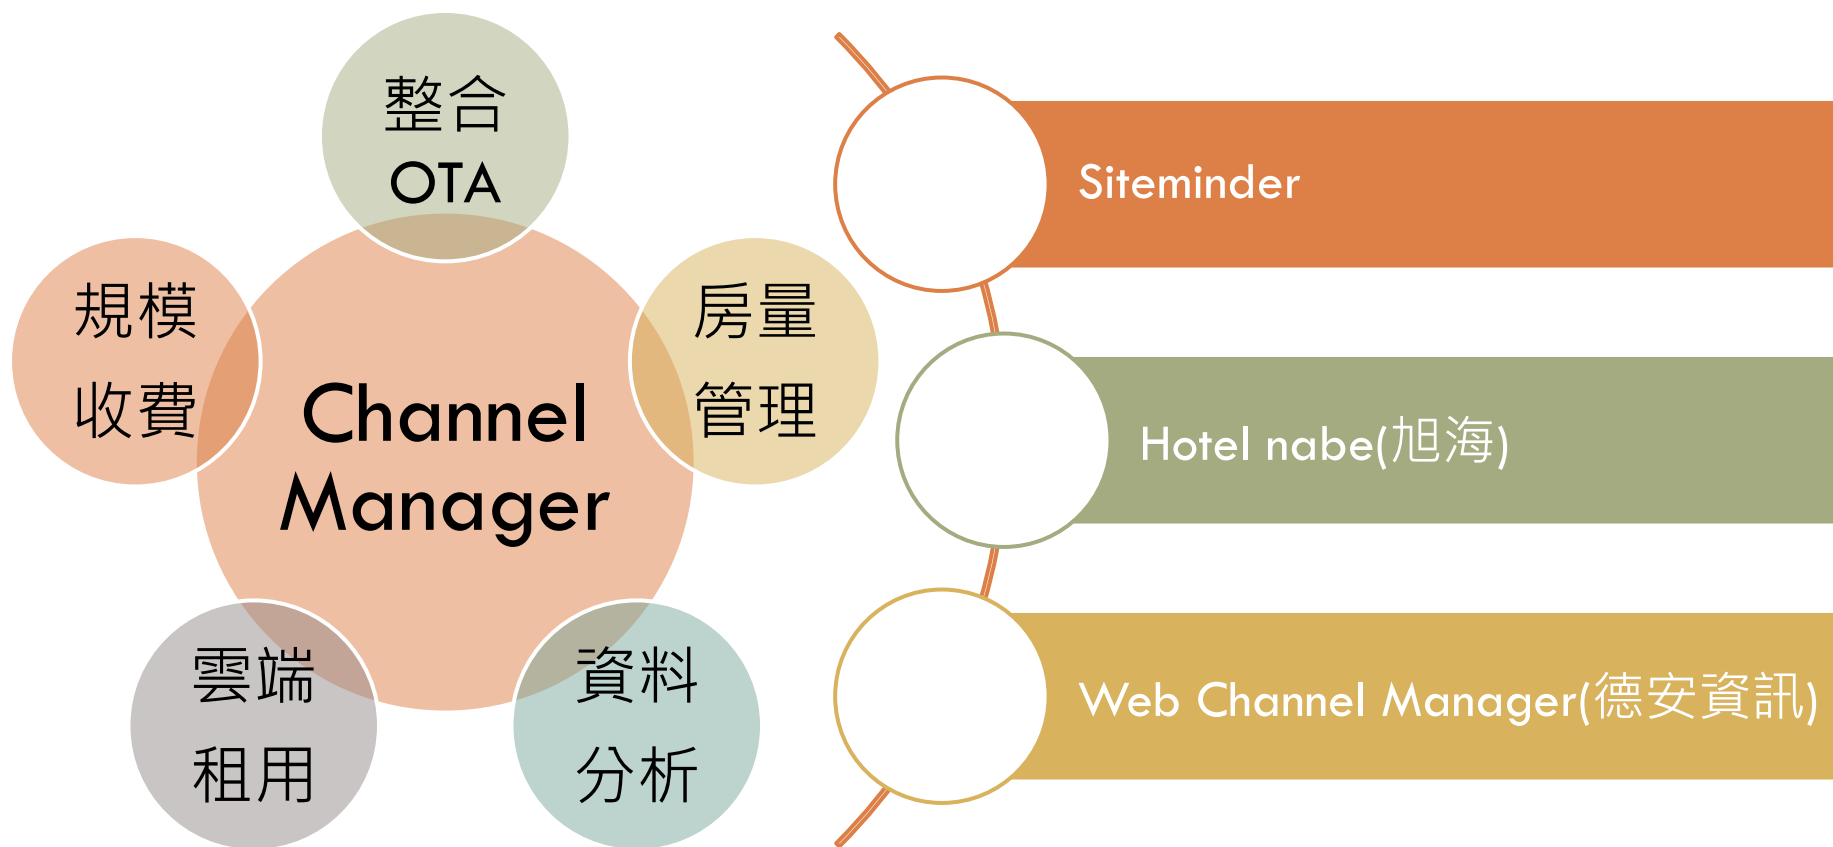 整合
OTA
規模
收費
房量
管理
Channel
Manager
雲端
租用
資料
分析
Siteminder
Hotel nabe(旭海)
Web Channel Manager(德安資訊)